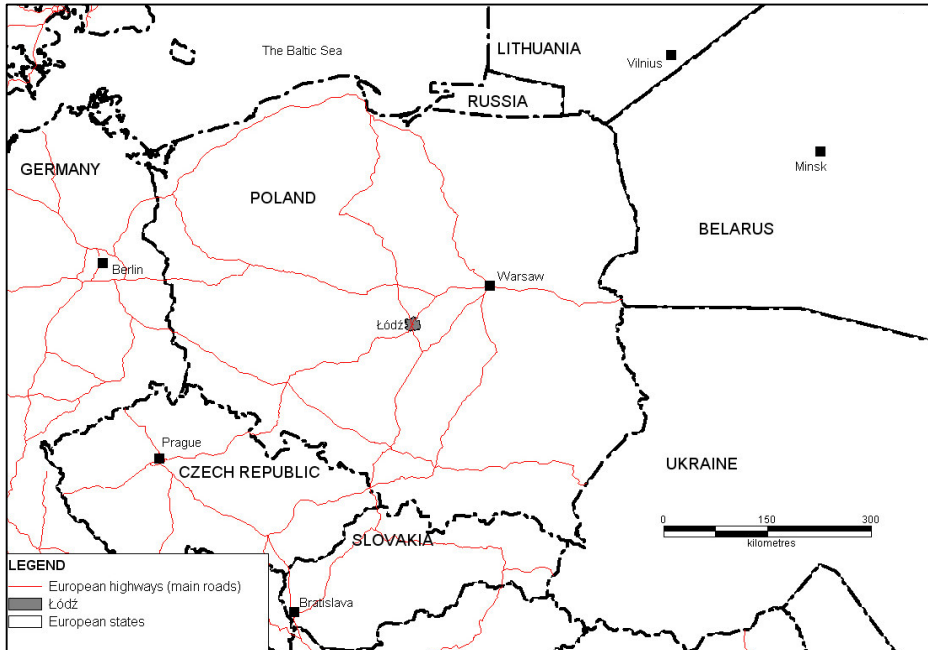 The Baltic Sea
LITHUANIA
Vilnius
RUSSIA
GERMANY
Minsk
POLAND
BELARUS
Berlin
Warsaw
Łódź
Prague
CZECH REPUBLIC
UKRAINE
0 150 300
kilometres
SLOVAKIA
LEGEND
European highways (main roads)
Łódź
European states
Bratislava